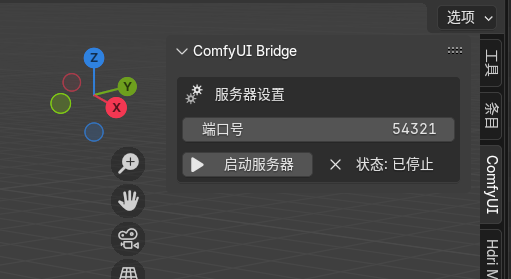 选项
ComfyUI Bridge
服务器设置
端口号 54321
启动服务器
状态: 已停止
Z
Y
X
工具
条目
ComfyUI
Hdri M